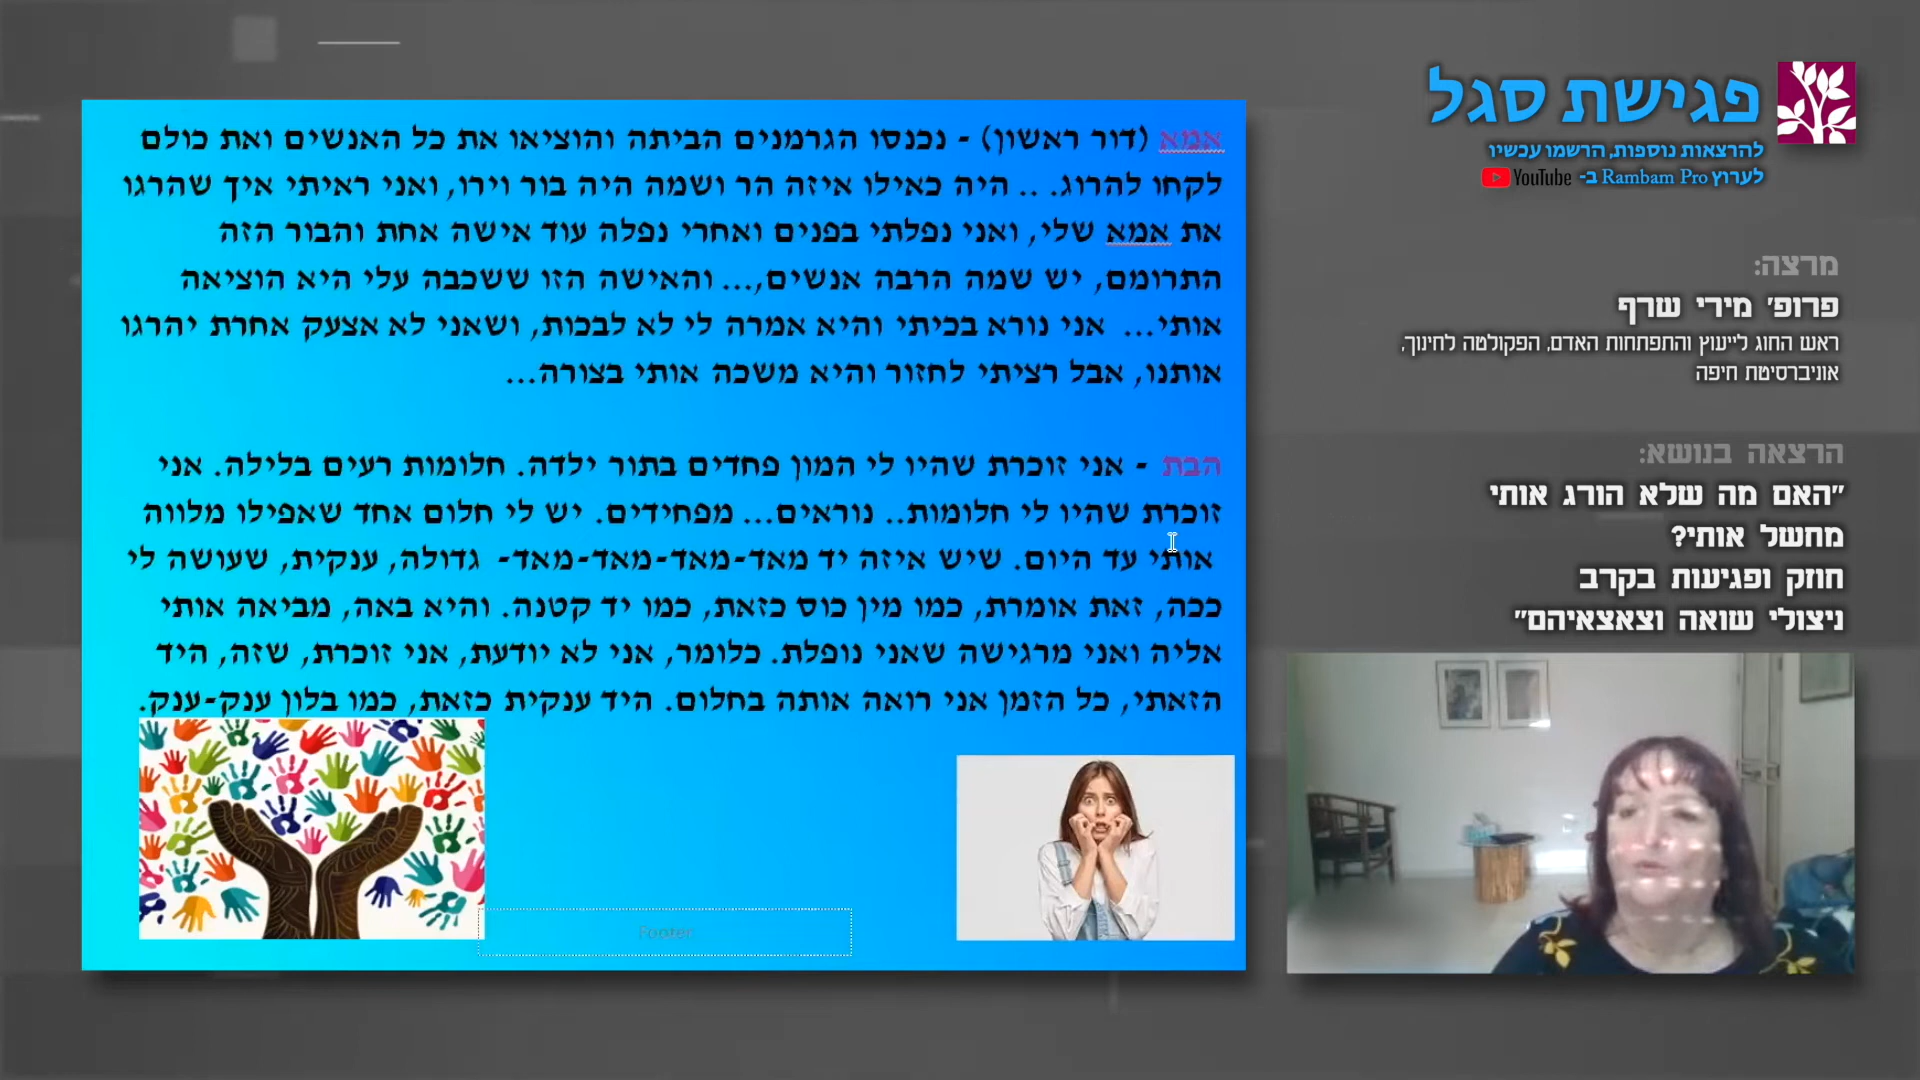 אמא (דור ראשון) - נכנסו הגרמנים הביתה והוציאו את כל האנשים ואת כולם
לקחו להרוג. .. היה כאילו איזה הר ושמה היה בור וירו, ואני ראיתי איך שהרגו
את אמא שלי, ואני נפלתי בפנים ואחרי נפלה עוד אישה אחת והבור הזה
התרומם, יש שמה הרבה אנשים,... והאישה הזו ששכבה עלי היא הוציאה
אותי... אני נורא בכיתי והיא אמרה לי לא לבכות, ושאני לא אצעק אחרת יהרגו
אותנו, אבל רציתי לחזור והיא משכה אותי בצורה...
הבת - אני זוכרת שהיו לי המון פחדים בתור ילדה. חלומות רעים בלילה. אני
זוכרת שהיו לי חלומות.. נוראים... מפחידים. יש לי חלום אחד שאפילו מלווה
אותי עד היום. שיש איזה יד מאד-מאד-מאד-מאד- גדולה, ענקית, שעושה לי
ככה, זאת אומרת, כמו מין כוס כזאת, כמו יד קטנה. והיא באה, מביאה אותי
אליה ואני מרגישה שאני נופלת. כלומר, אני לא יודעת, אני זוכרת, שזה, היד
הזאתי, כל הזמן אני רואה אותה בחלום. היד ענקית כזאת, כמו בלון ענק-ענק.
Footer
פגישת סגל
להרצאות נוספות, הרשמו עכשיו
לערוץ Rambam Pro ב- YouTube
מרצה:
פרופ' מירי שרף
ראש החוג לייעוץ והתפתחות האדם, הפקולטה לחינוך,
אוניברסיטת חיפה
הרצאה בנושא:
"האם מה שלא הורג אותי
מחשל אותי?
חוזק ופגיעות בקרב
ניצולי שואה וצאצאיהם"